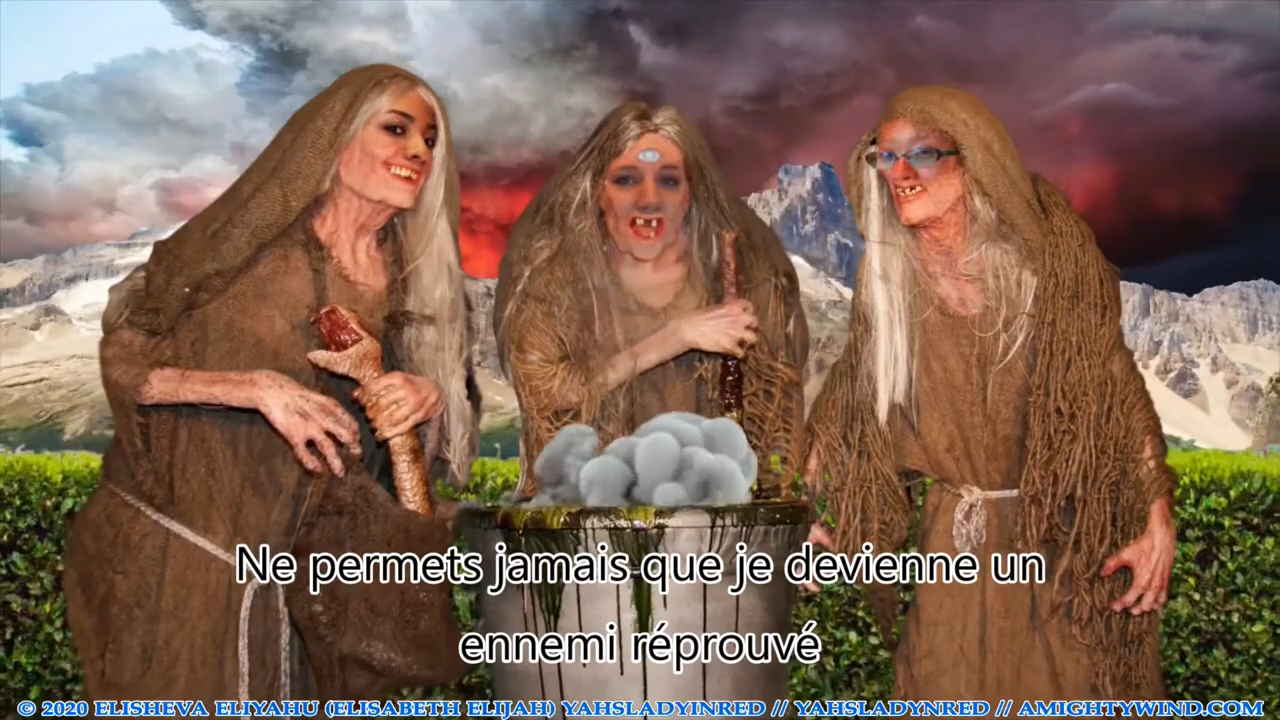 Ne permets jamais que je devienne un
ennemi réprouvé
© 2020 ELISHEVA ELIYAHU (ELISABETH ELIJAH) YAHSLADYINRED // YAHSLADYNRED // AMIGHTYWIND.COM